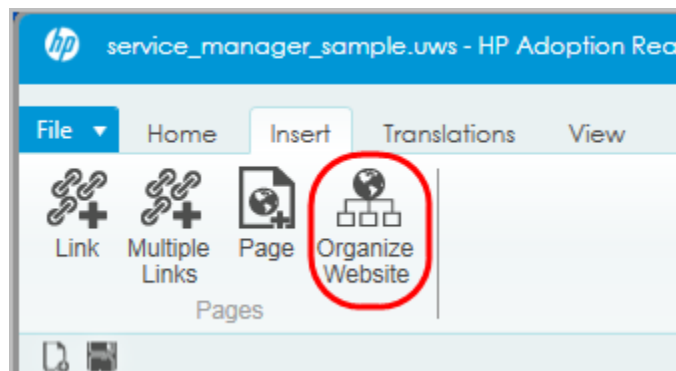 hp service_manager_sample.uws - HP Adoption Rea
File Home Insert Translations View
Link Multiple Links Page Organize Website
Pages